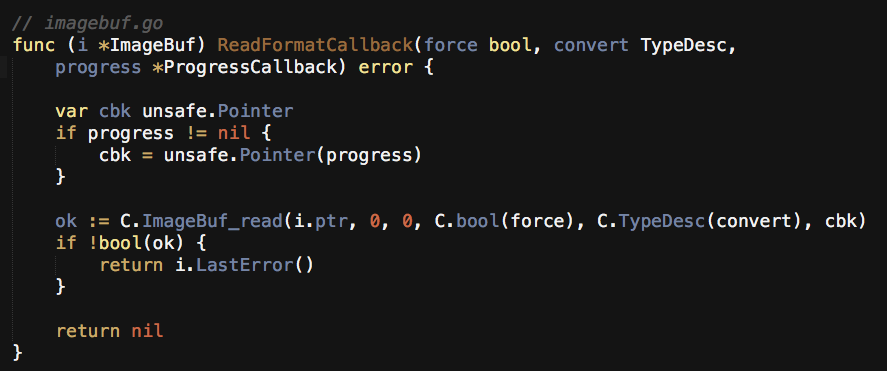 // imagebuf.go
func (i *ImageBuf) ReadFormatCallback(force bool, convert TypeDesc,
    progress *ProgressCallback) error {

    var cbk unsafe.Pointer
    if progress != nil {
        cbk = unsafe.Pointer(progress)
    }

    ok := C.ImageBuf_read(i.ptr, 0, 0, C.bool(force), C.TypeDesc(convert), cbk)
    if !bool(ok) {
        return i.LastError()
    }

    return nil
}